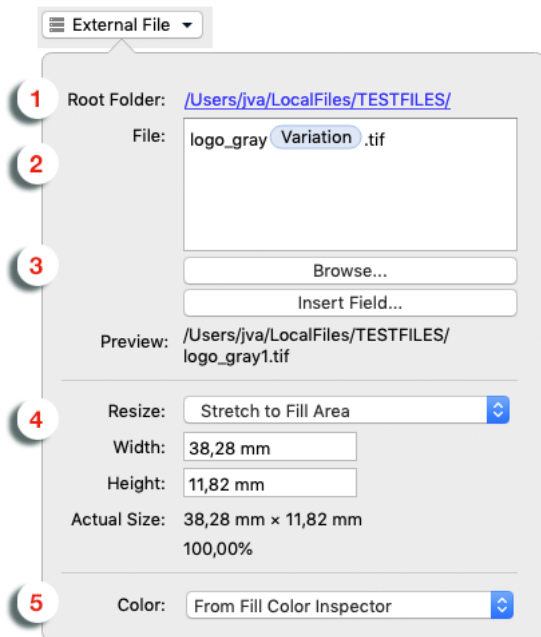 External File
1 Root Folder: /Users/jva/LocalFiles/TESTFILES/
File: logo_gray Variation .tif
2
3 Browse...
Insert Field...
Preview: /Users/jva/LocalFiles/TESTFILES/
logo_gray1.tif
4 Resize: Stretch to Fill Area
Width: 38,28 mm
Height: 11,82 mm
Actual Size: 38,28 mm × 11,82 mm
100,00%
5 Color: From Fill Color Inspector